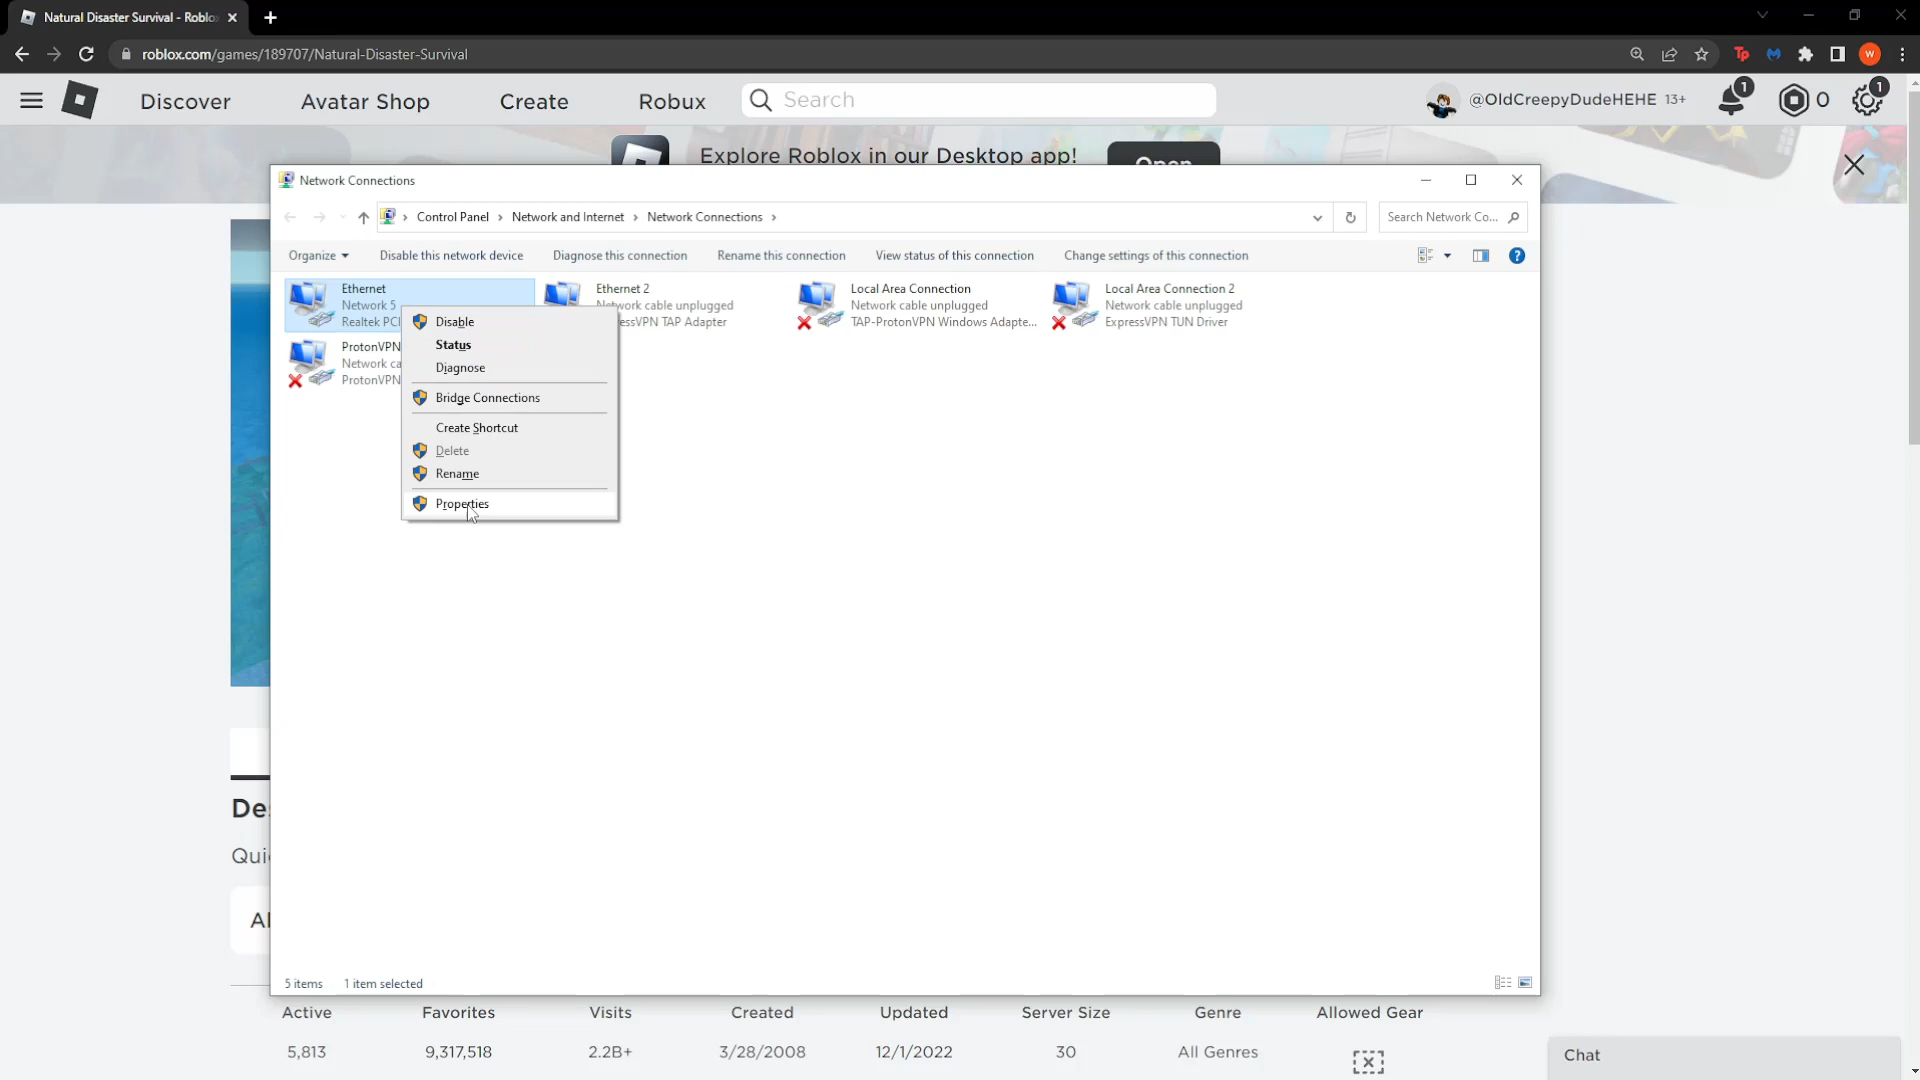 Natural Disaster Survival - Roblo
roblox.com/games/189707/Natural-Disaster-Survival
Tp
W
Discover
Avatar Shop
Create
Robux
Search
@OldCreepyDudeHEHE 13+
1
0
1
Explore Roblox in our Desktop app!
Open
Network Connections
Control Panel > Network and Internet > Network Connections >
Search Network Co...
Organize
Disable this network device
Diagnose this connection
Rename this connection
View status of this connection
Change settings of this connection
?
Ethernet
Network 5
Realtek PCI
Ethernet 2
Network cable unplugged
essVPN TAP Adapter
Local Area Connection
Network cable unplugged
TAP-ProtonVPN Windows Adapte...
Local Area Connection 2
Network cable unplugged
ExpressVPN TUN Driver
ProtonVPN
Network ca
ProtonVPN
Disable
Status
Diagnose
Bridge Connections
Create Shortcut
Delete
Rename
Properties
De
Qui
Al
5 items
1 item selected
Active
Favorites
Visits
Created
Updated
Server Size
Genre
Allowed Gear
5,813
9,317,518
2.2B+
3/28/2008
12/1/2022
30
All Genres
Chat